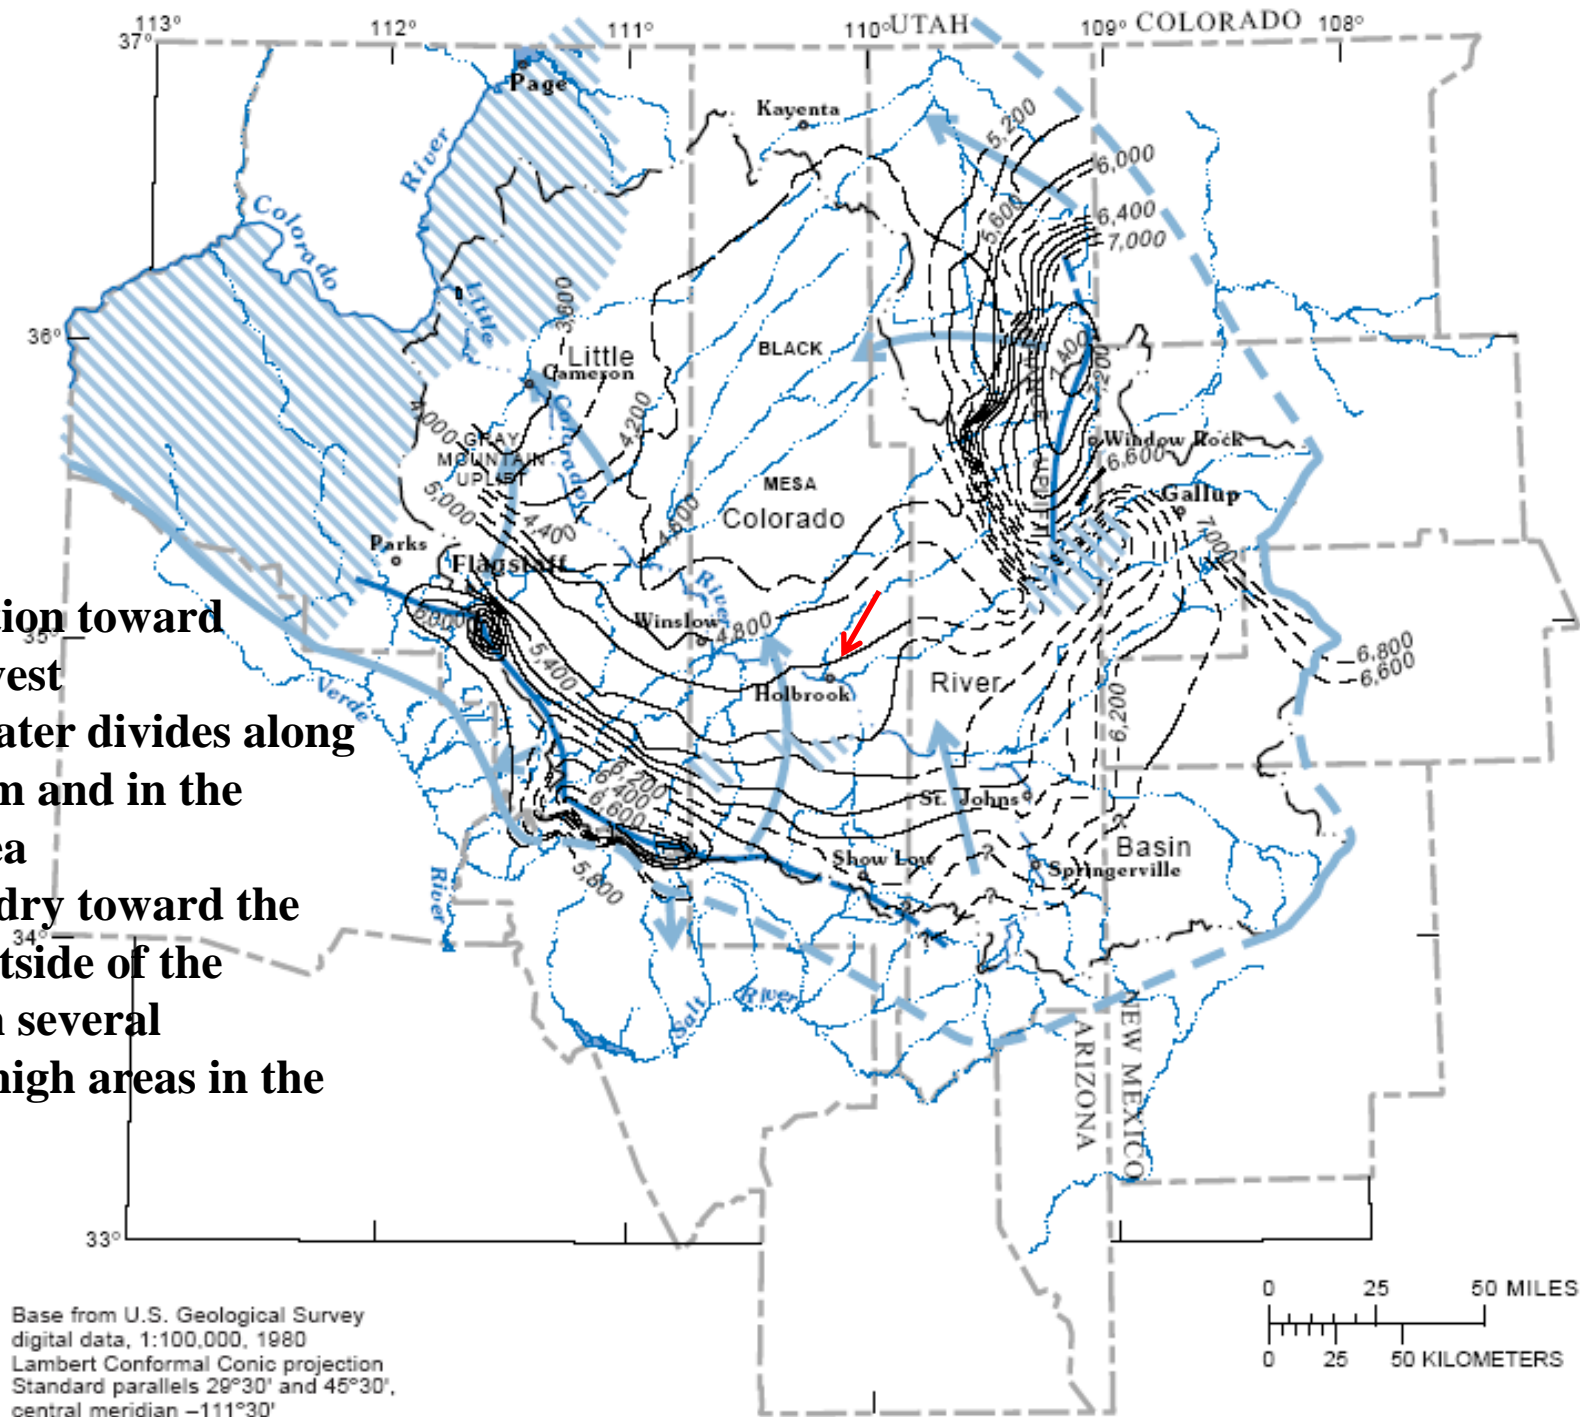 113°
112°
111°
110°
UTAH
109°
COLORADO
108°
37°
Page
Kayenta
5,200
6,000
River
5,600
6,400
7,000
Colorado
Little
3,800
36°
Little
BLACK
7,400
7,200
Cameron
4,000
Colorado
4,200
GRAY
MOUNTAIN
UPLIFT
Window Rock
6,600
UPLIFT
MESA
Gallup
5,000
4,400
4,600
Colorado
7,000
Parks
Flagstaff
River
tion toward
35°
Winslow
4,800
6,800
6,600
5,400
vest
Holbrook
River
Verde
6,200
ater divides along
6,200
6,400
6,600
m and in the
St. Johns
ea
Show Low
?
Basin
Springerville
5,800
River
?
dry toward the
?
34°
?
tside of the
Salt
River
n several
ARIZONA
NEW MEXICO
high areas in the
33°
0 25 50 MILES
0 25 50 KILOMETERS
Base from U.S. Geological Survey
digital data, 1:100,000, 1980
Lambert Conformal Conic projection
Standard parallels 29°30' and 45°30',
central meridian –111°30'